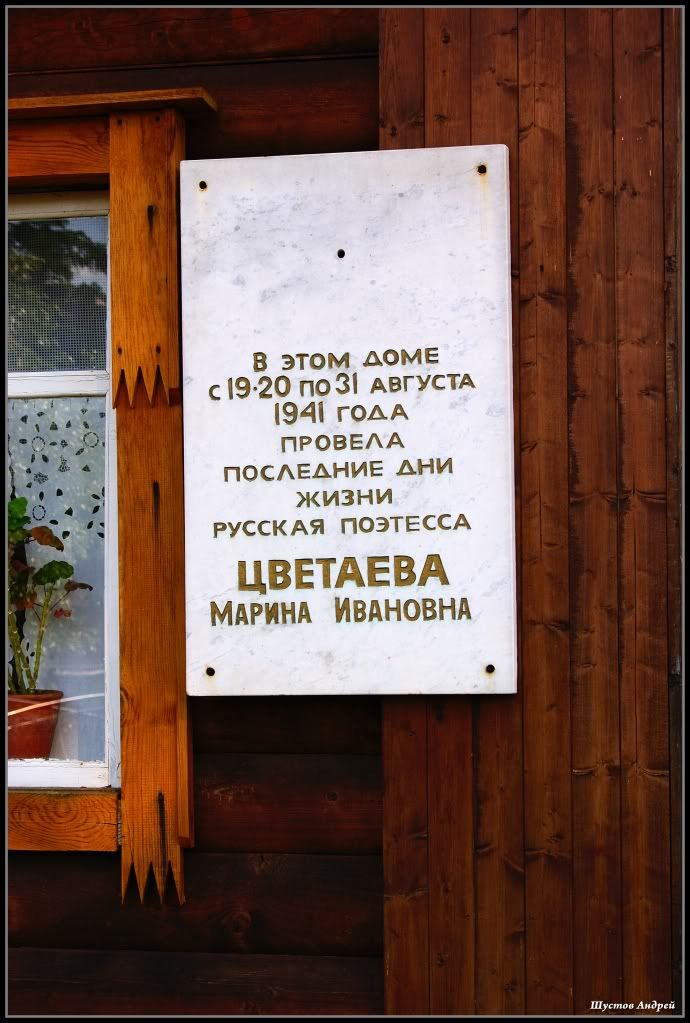 В ЭТОМ ДОМЕ
С 19·20 ПО 31 АВГУСТА
1941 ГОДА
ПРОВЕЛА
ПОСЛЕДНИЕ ДНИ
ЖИЗНИ
РУССКАЯ ПОЭТЕССА
ЦВЕТАЕВА
МАРИНА ИВАНОВНА
Шустов Андрей